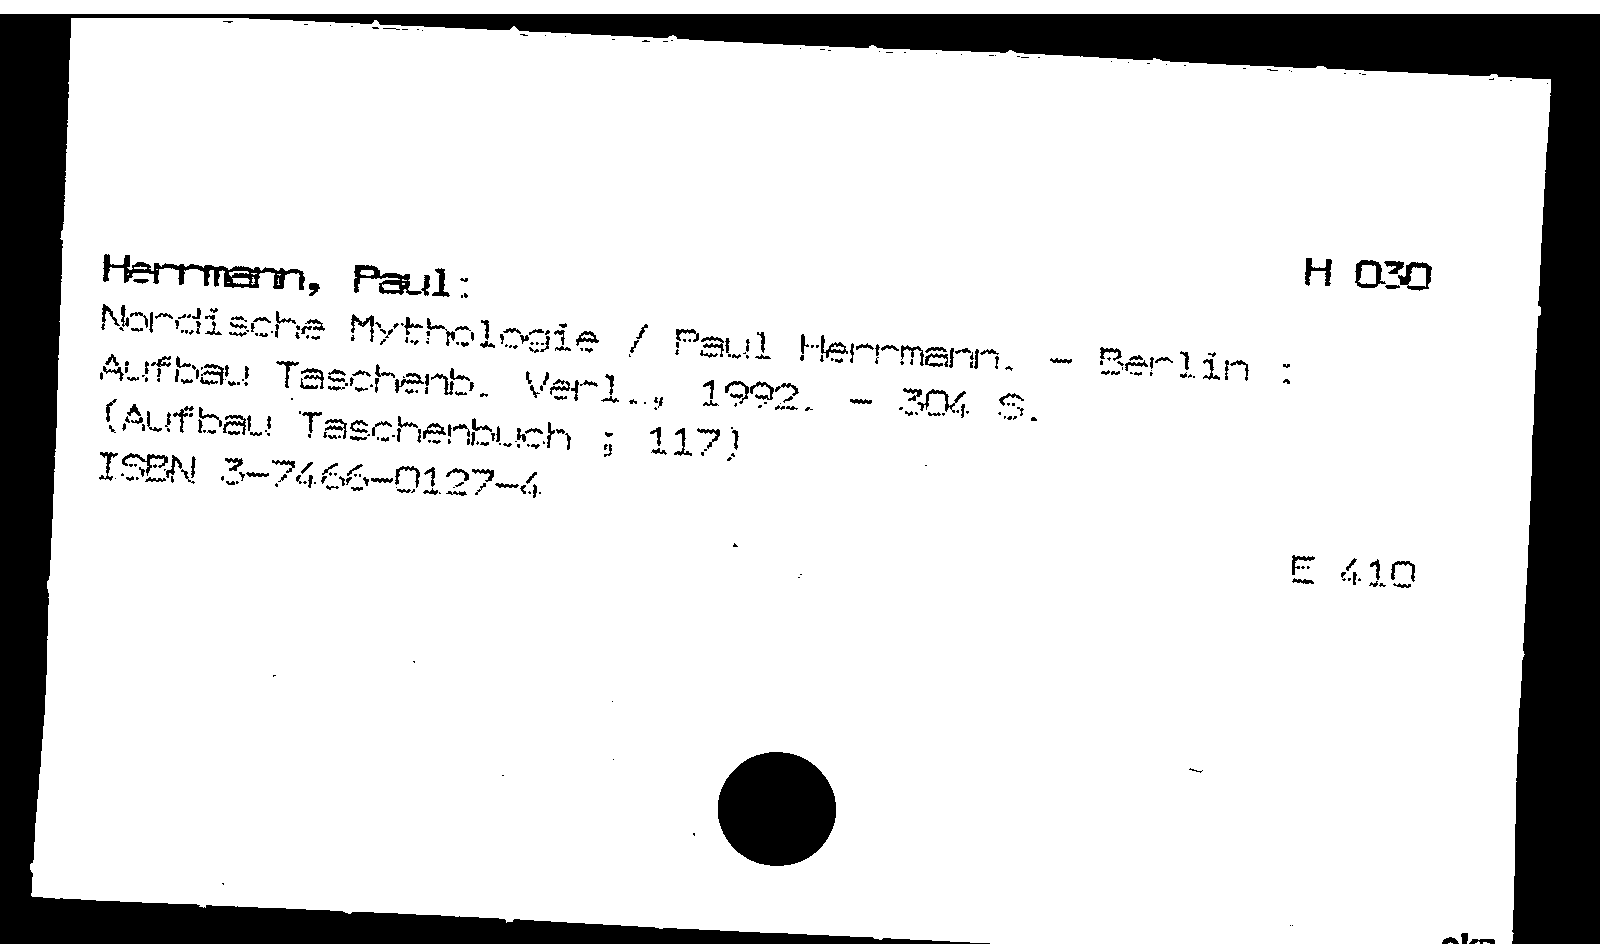 Herrmann, Paul: H 030
Nordische Mythologie / Paul Herrmann. - Berlin :
Aufbau Taschenb. Verl., 1992. - 304 S.
(Aufbau Taschenbuch ; 117)
ISBN 3-7466-0127-4
E 410